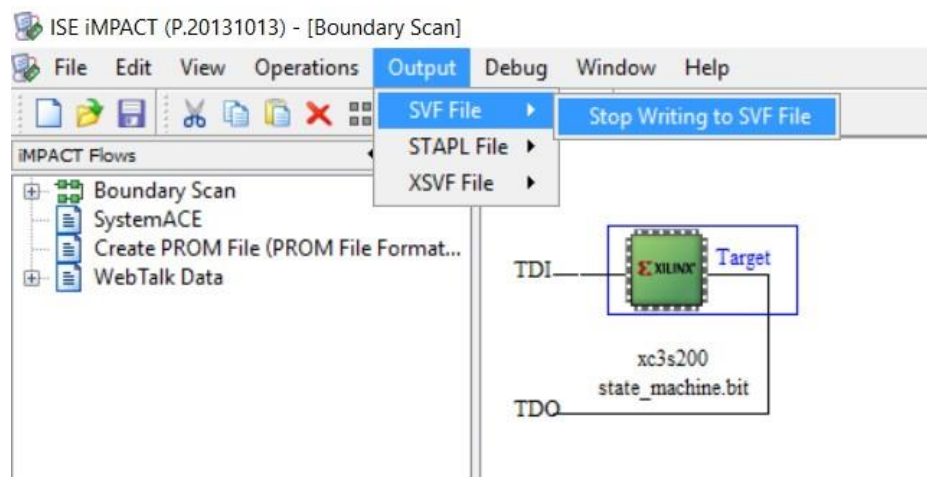 ISE iMPACT (P.20131013) - [Boundary Scan]
File Edit View Operations Output Debug Window Help
SVF File
Stop Writing to SVF File
STAPL File
XSVF File
iMPACT Flows
Boundary Scan
SystemACE
Create PROM File (PROM File Format...
WebTalk Data
TDI
XILINX
Target
xc3s200
state_machine.bit
TDO